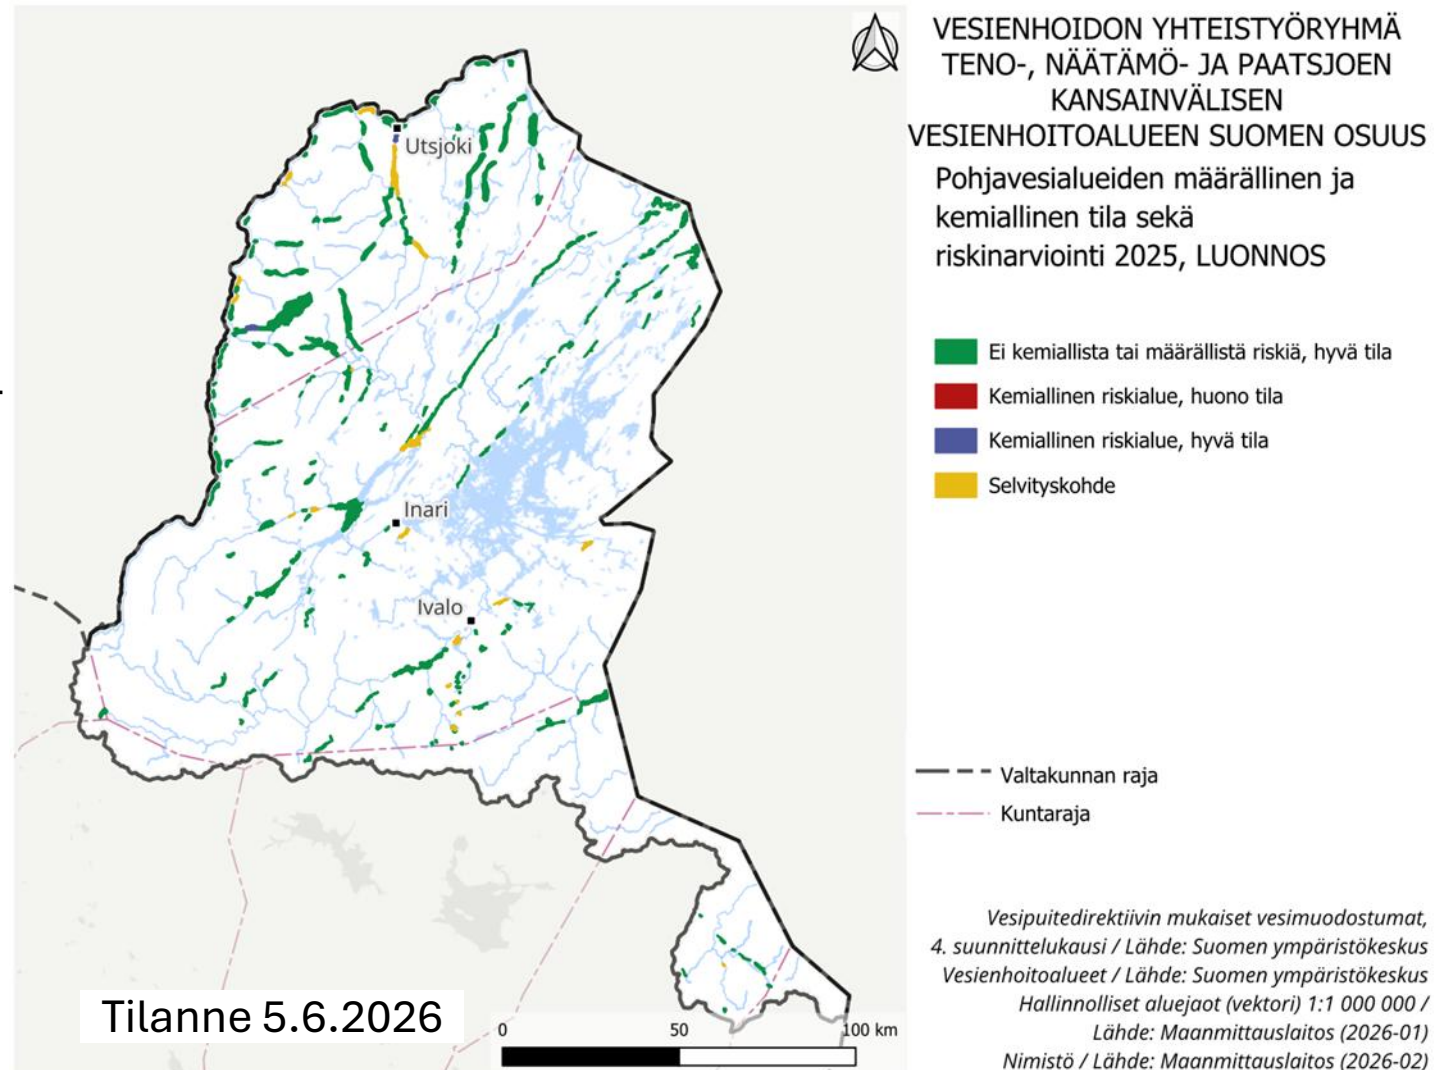 VESIENHOIDON YHTEISTYÖRYHMÄ
TENO-, NÄÄTÄMÖ- JA PAATSJOEN
KANSAINVÄLISEN
VESIENHOITOALUEEN SUOMEN OSUUS
Pohjavesialueiden määrällinen ja
kemiallinen tila sekä
riskinarviointi 2025, LUONNOS
Utsjoki
Inari
Ivalo
Ei kemiallista tai määrällistä riskiä, hyvä tila
Kemiallinen riskialue, huono tila
Kemiallinen riskialue, hyvä tila
Selvityskohde
Valtakunnan raja
Kuntaraja
Vesipuitedirektiivin mukaiset vesimuodostumat,
4. suunnittelukausi / Lähde: Suomen ympäristökeskus
Vesienhoitoalueet / Lähde: Suomen ympäristökeskus
Hallinnolliset aluejaot (vektori) 1:1 000 000 /
Lähde: Maanmittauslaitos (2026-01)
Nimistö / Lähde: Maanmittauslaitos (2026-02)
Tilanne 5.6.2026
0 50 100 km